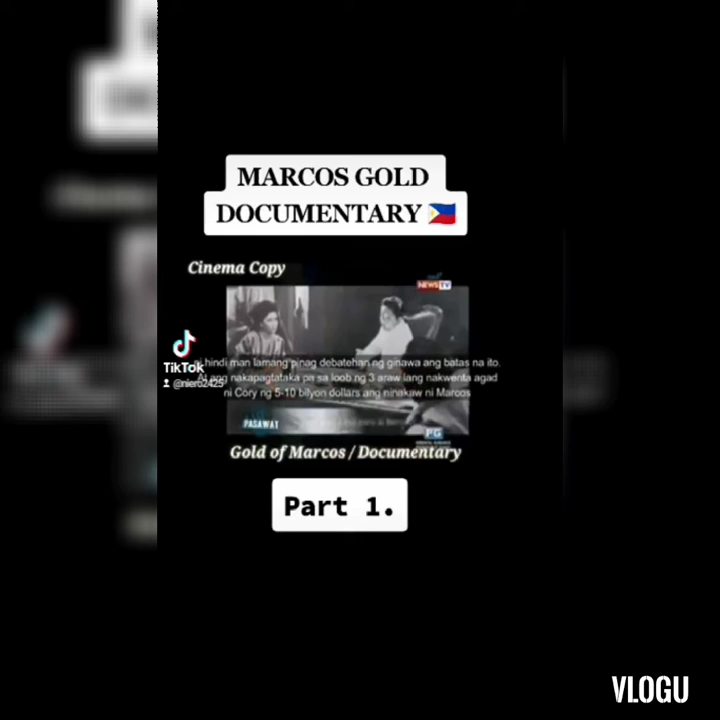 MARCOS GOLD
DOCUMENTARY
Cinema Copy
NEWS TV
TikTok
hindi man lamang pinag debatehan ng ginawa ang batas na ito.
At ang nakapagtataka pa sa loob ng 3 araw lang nakwenta agad
@niero2425
ni Cory ng 5-10 bilyon dollars ang ninakaw ni Marcos
PASAWAY
PG
Gold of Marcos / Documentary
Part 1.
VLOGU